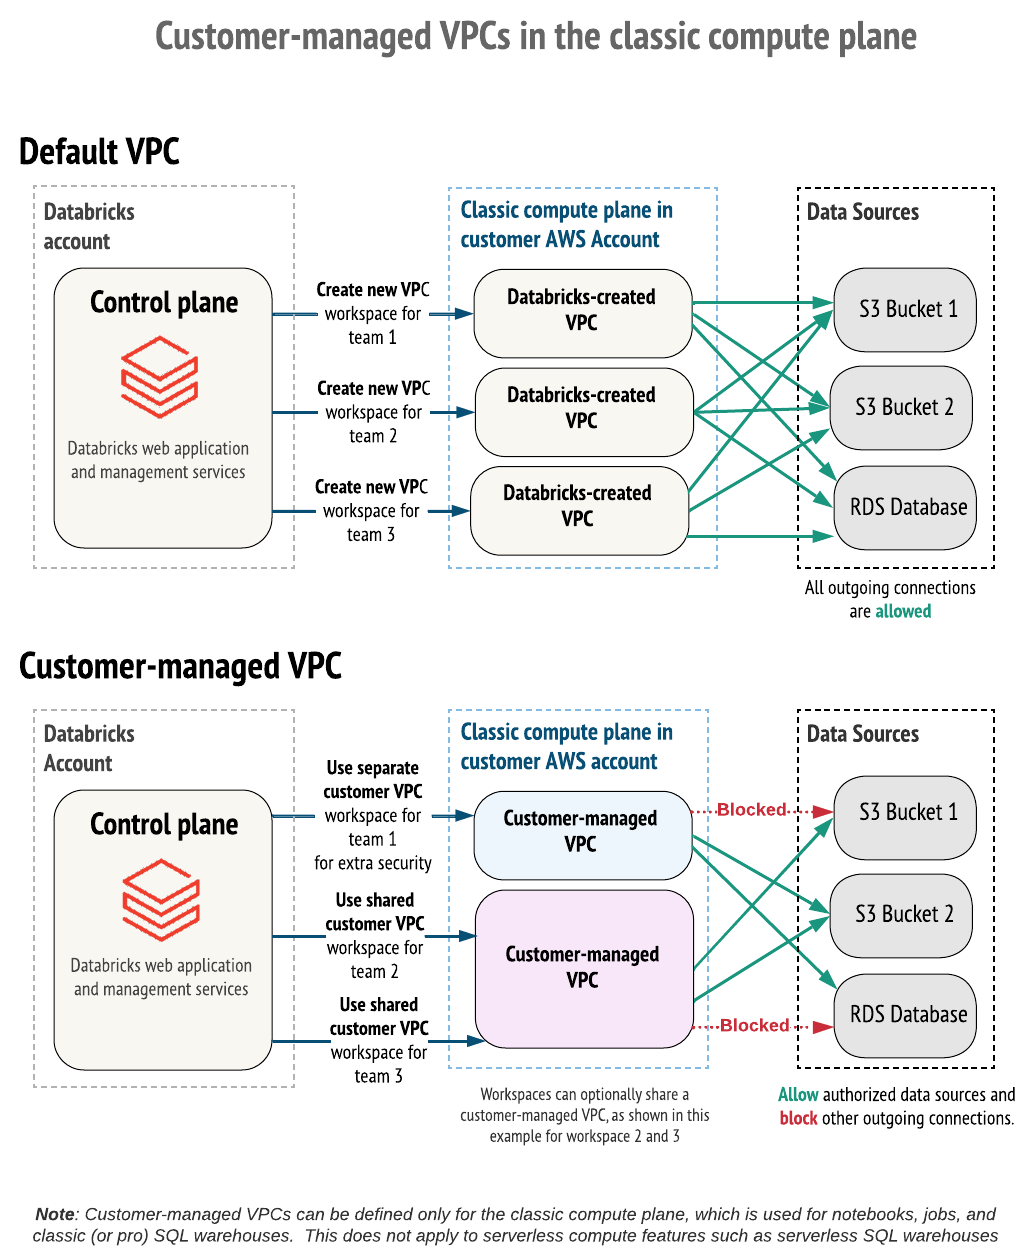 Customer-managed VPCs in the classic compute plane
Default VPC
Databricks
account
Control plane
Databricks web application
and management services
Create new VPC
workspace for
team 1
Create new VPC
workspace for
team 2
Create new VPC
workspace for
team 3
Classic compute plane in
customer AWS Account
Databricks-created
VPC
Databricks-created
VPC
Databricks-created
VPC
Data Sources
S3 Bucket 1
S3 Bucket 2
RDS Database
All outgoing connections
are allowed
Customer-managed VPC
Databricks
Account
Control plane
Databricks web application
and management services
Use separate
customer VPC
workspace for
team 1
for extra security
Use shared
customer VPC
workspace for
team 2
Use shared
customer VPC
workspace for
team 3
Classic compute plane in
customer AWS account
Customer-managed
VPC
Customer-managed
VPC
Workspaces can optionally share a
customer-managed VPC, as shown in this
example for workspace 2 and 3
Blocked
Blocked
Data Sources
S3 Bucket 1
S3 Bucket 2
RDS Database
Allow authorized data sources and
block other outgoing connections.
Note: Customer-managed VPCs can be defined only for the classic compute plane, which is used for notebooks, jobs, and
classic (or pro) SQL warehouses. This does not apply to serverless compute features such as serverless SQL warehouses